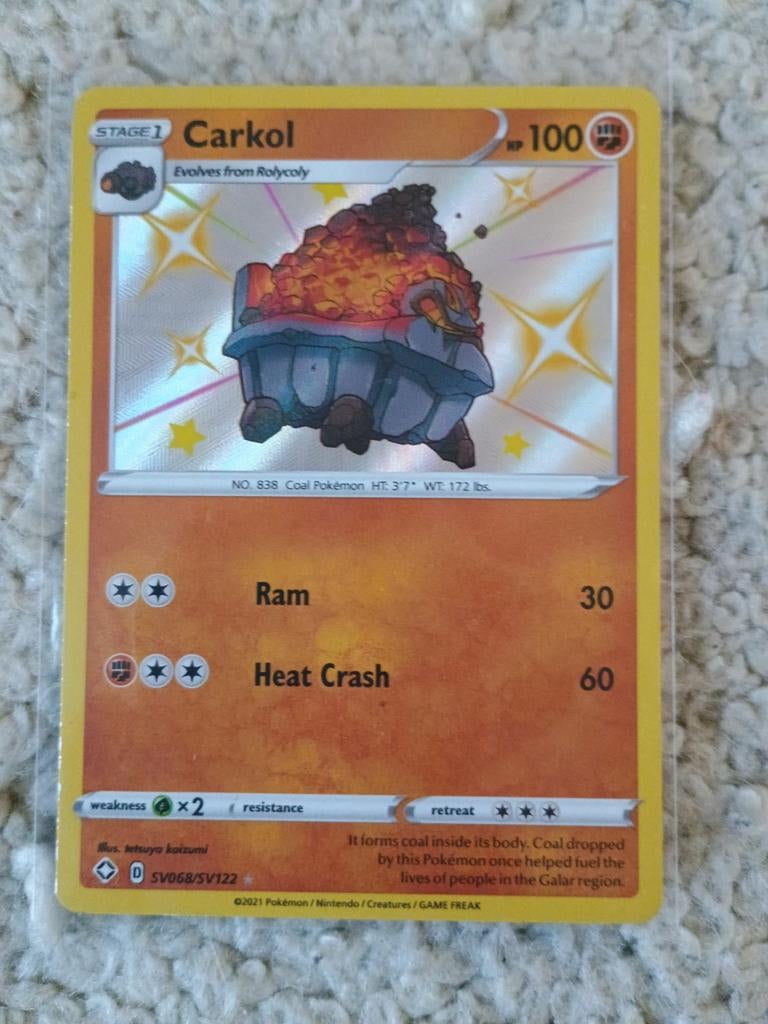 STAGE 1 Carkol HP 100
Evolves from Rolycoly
NO. 838 Coal Pokémon HT: 3'7" WT: 172 lbs.
Ram 30
Heat Crash 60
weakness ×2 resistance retreat
Illus. tetsuya koizumi
It forms coal inside its body. Coal dropped
by this Pokémon once helped fuel the
lives of people in the Galar region.
D SV068/SV122
©2021 Pokémon / Nintendo / Creatures / GAME FREAK